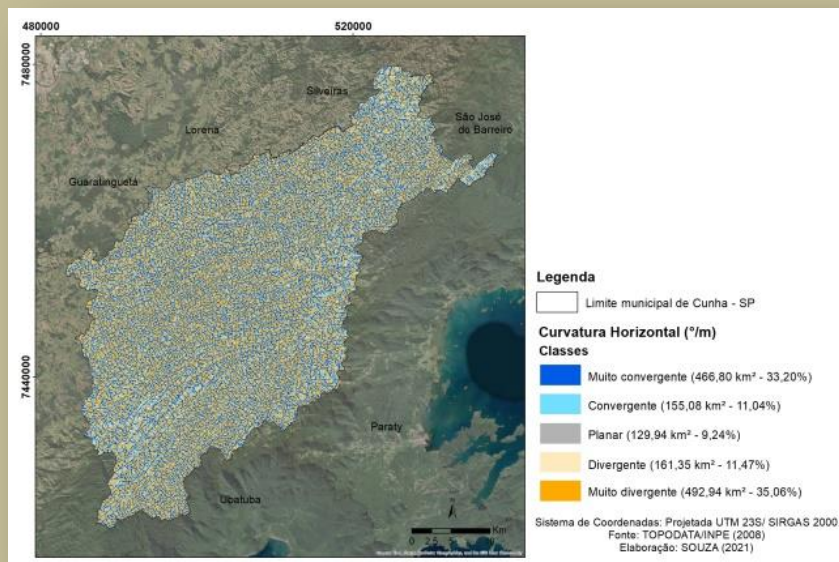 480000
520000
7480000
Silveiras
São José
do Barreiro
Lorena
Guaratinguetá
Legenda
Limite municipal de Cunha - SP
Curvatura Horizontal (°/m)
Classes
7440000
Muito convergente (466,80 km² - 33,20%)
Convergente (155,08 km² - 11,04%)
Paraty
Planar (129,94 km² - 9,24%)
Divergente (161,35 km² - 11,47%)
Ubatuba
Muito divergente (492,94 km² - 35,06%)
N
Km
0 2,5 5 10
Sistema de Coordenadas: Projetada UTM 23S/ SIRGAS 2000
Fonte: TOPODATA/INPE (2008)
Elaboração: SOUZA (2021)